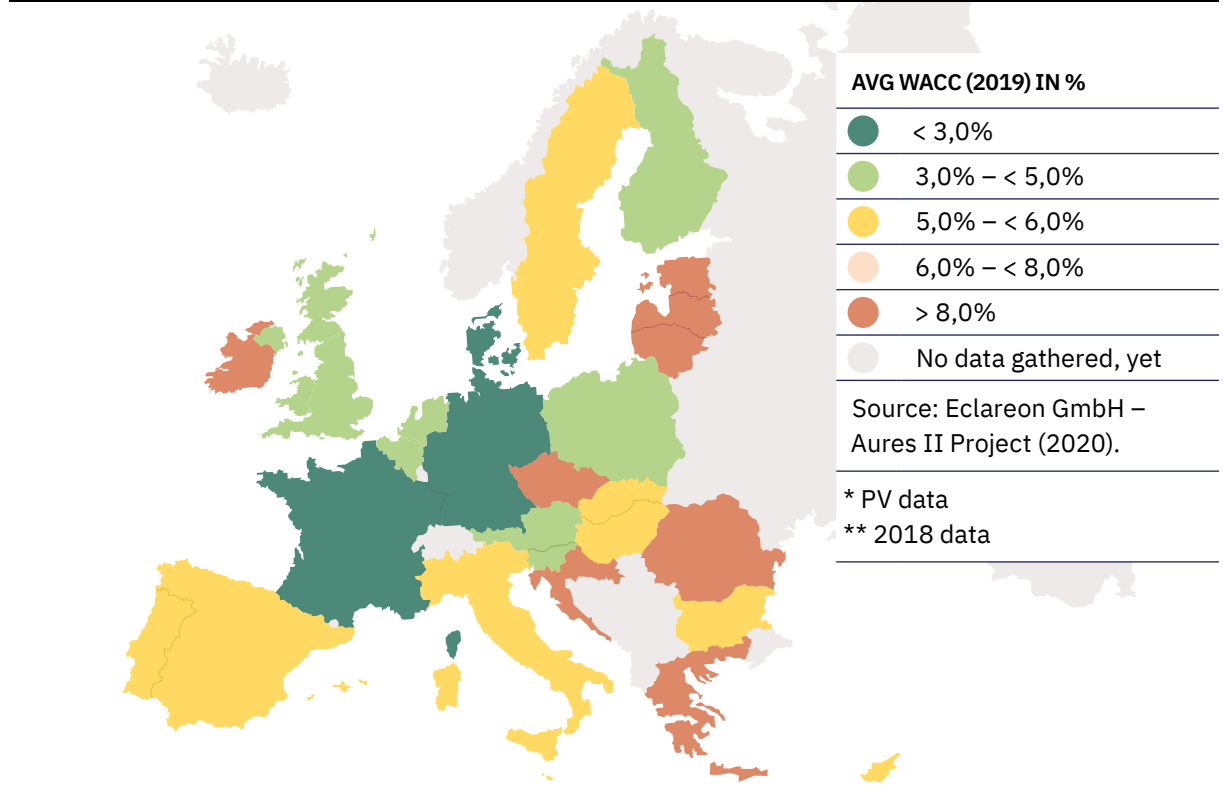 AVG WACC (2019) IN %
< 3,0%
3,0% – < 5,0%
5,0% – < 6,0%
6,0% – < 8,0%
> 8,0%
No data gathered, yet
Source: Eclareon GmbH –
Aures II Project (2020).
* PV data
** 2018 data